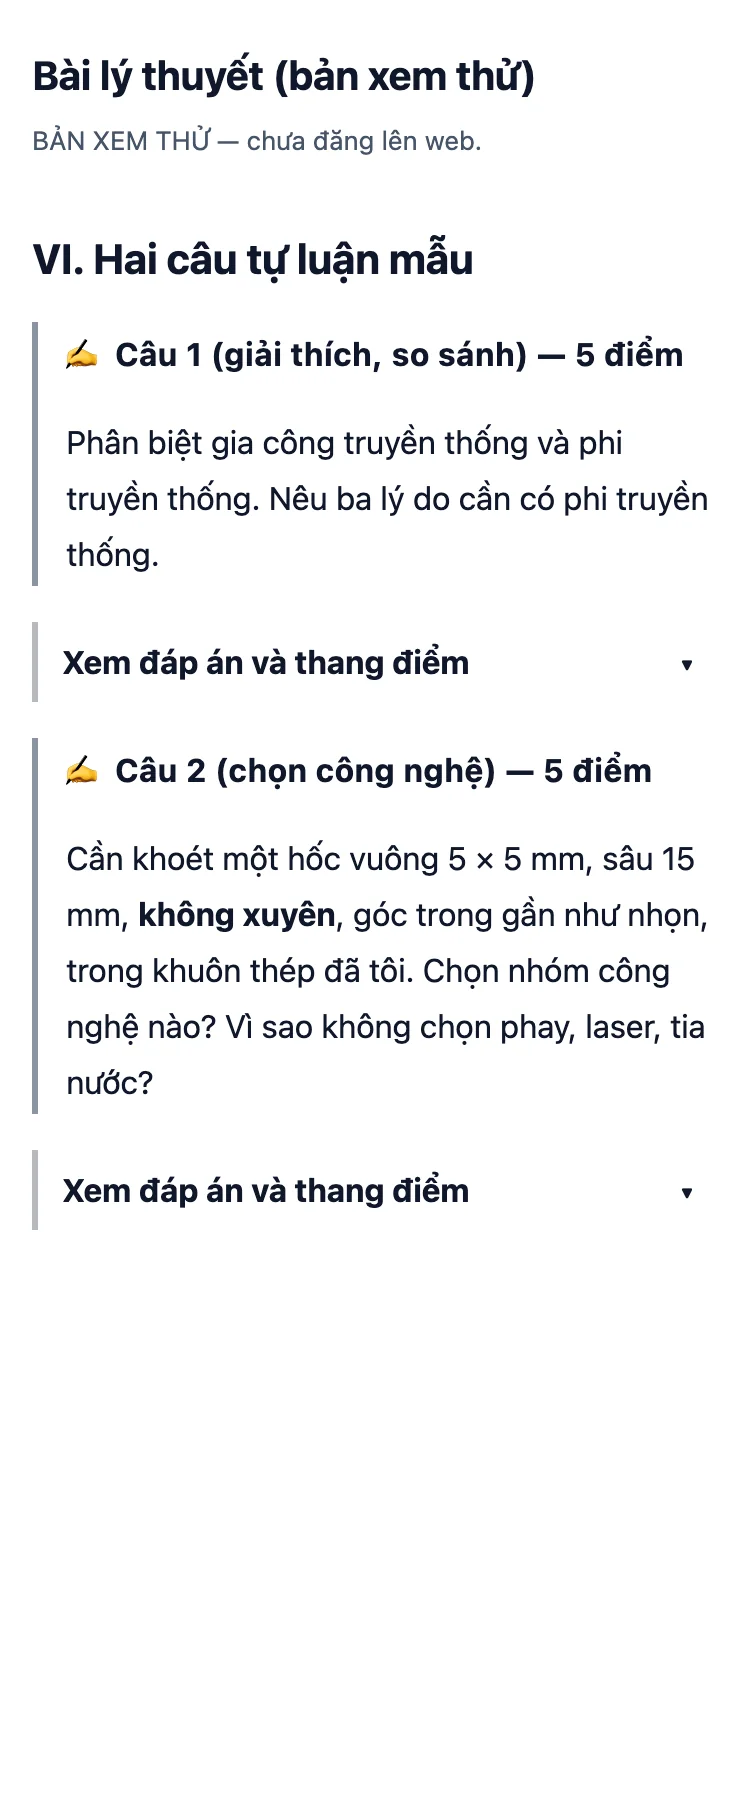 Bài lý thuyết (bản xem thử)
BẢN XEM THỬ — chưa đăng lên web.
VI. Hai câu tự luận mẫu
✍️ Câu 1 (giải thích, so sánh) — 5 điểm
Phân biệt gia công truyền thống và phi
truyền thống. Nêu ba lý do cần có phi truyền
thống.
Xem đáp án và thang điểm ▼
✍️ Câu 2 (chọn công nghệ) — 5 điểm
Cần khoét một hốc vuông 5 × 5 mm, sâu 15
mm, không xuyên, góc trong gần như nhọn,
trong khuôn thép đã tôi. Chọn nhóm công
nghệ nào? Vì sao không chọn phay, laser, tia
nước?
Xem đáp án và thang điểm ▼